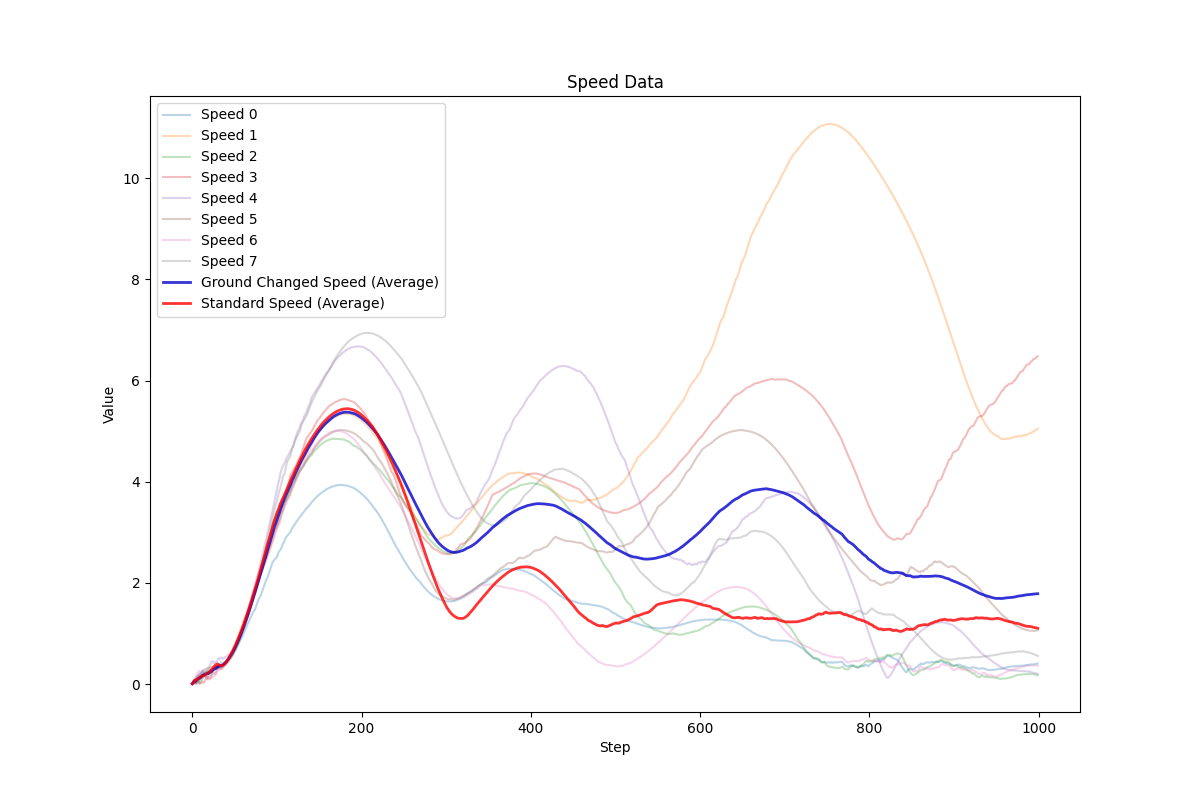 Speed Data
Speed 0
Speed 1
Speed 2
Speed 3
Speed 4
Speed 5
Speed 6
Speed 7
Ground Changed Speed (Average)
Standard Speed (Average)
Value
10
8
6
4
2
0
0 200 400 600 800 1000
Step